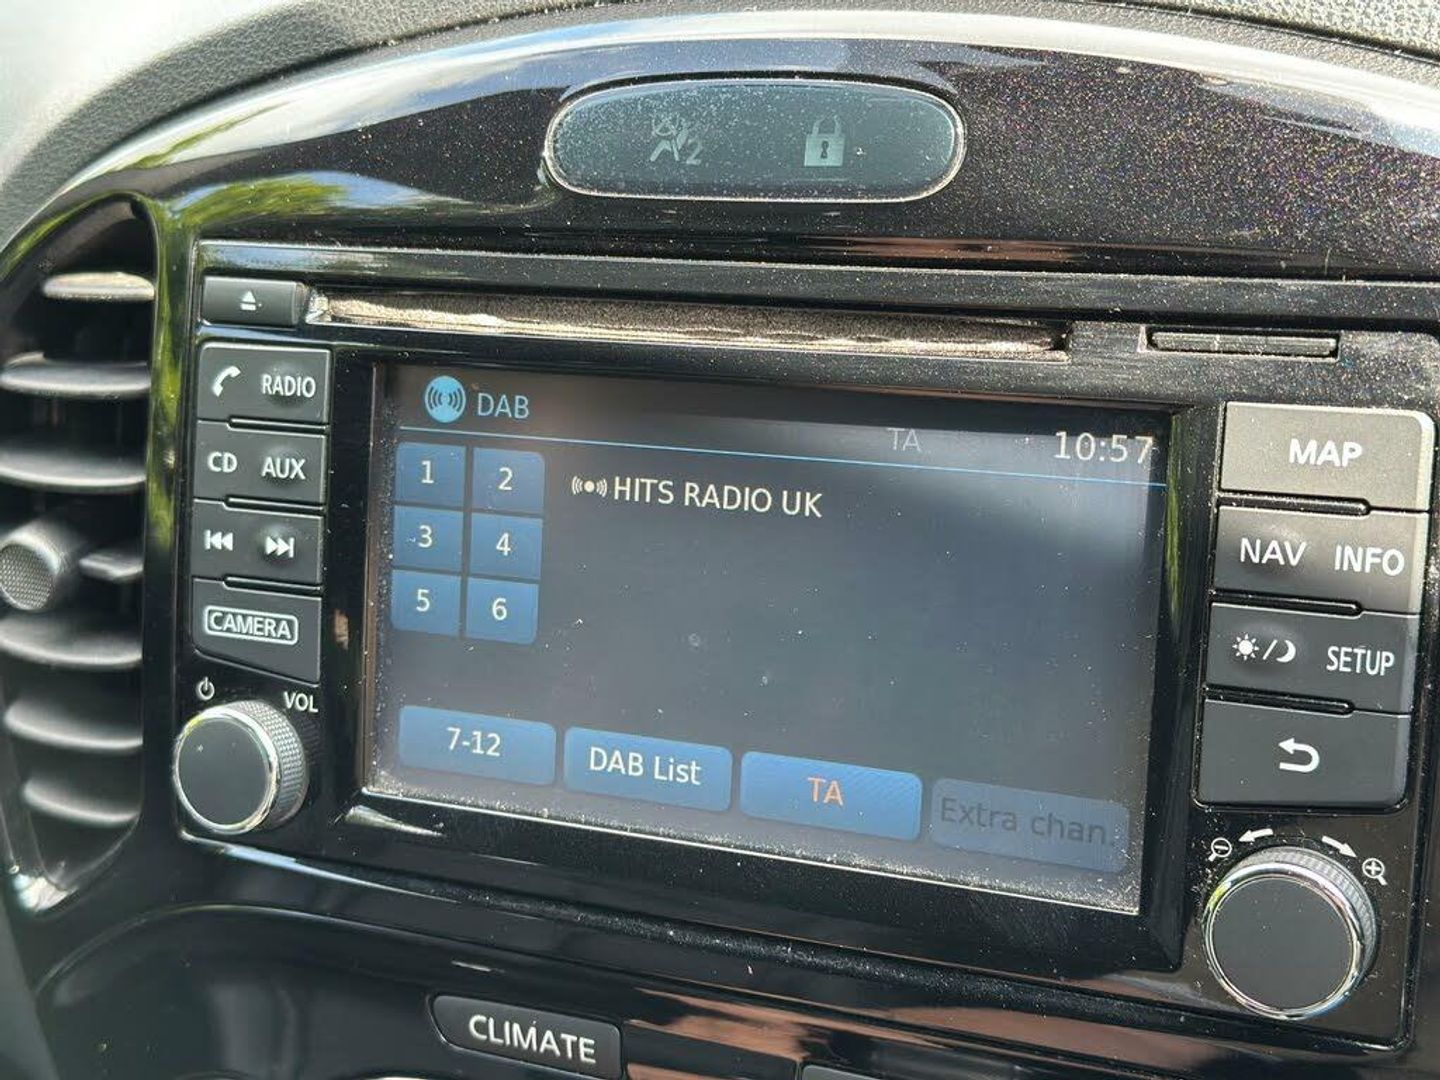 2
RADIO
CD AUX
CAMERA
VOL
DAB
TA 10:57
1 2
3 4
5 6
HITS RADIO UK
7-12 DAB List TA Extra chan.
MAP
NAV INFO
SETUP
CLIMATE